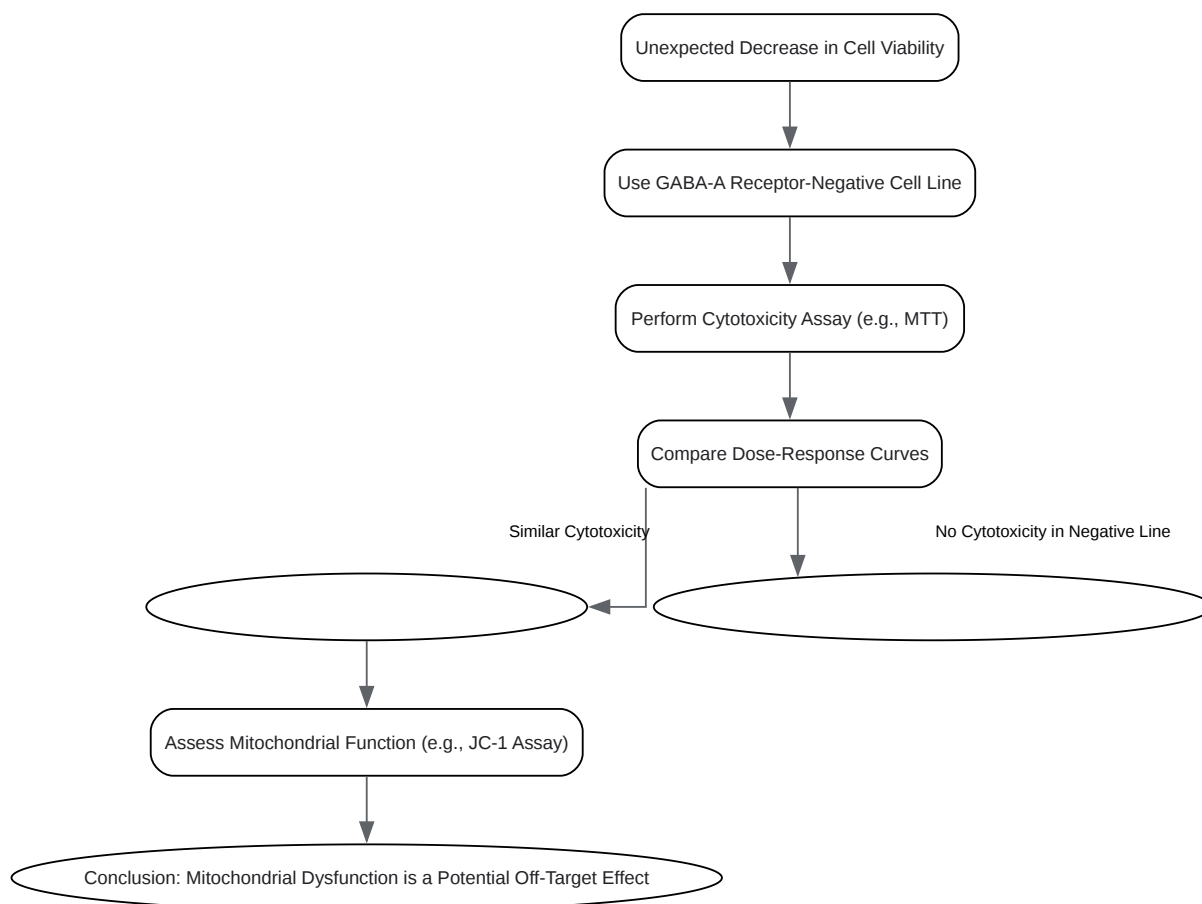 Unexpected Decrease in Cell Viability
Use GABA-A Receptor-Negative Cell Line
Perform Cytotoxicity Assay (e.g., MTT)
Compare Dose-Response Curves
Similar Cytotoxicity
No Cytotoxicity in Negative Line
Assess Mitochondrial Function (e.g., JC-1 Assay)
Conclusion: Mitochondrial Dysfunction is a Potential Off-Target Effect